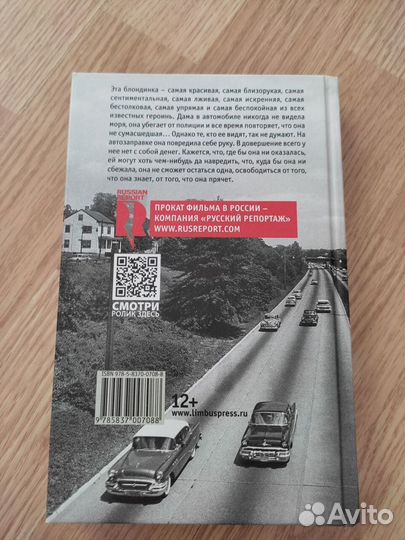 Эта блондинка – самая красивая, самая близорукая, самая
сентиментальная, самая лживая, самая искренняя, самая
бестолковая, самая упрямая и самая беспокойная из всех
известных героинь. Дама в автомобиле никогда не видела
моря, она убегает от полиции и все время повторяет, что она
не сумасшедшая... Однако те, кто ее видят, так не думают. На
автозаправке она повредила себе руку. В довершение всего у
нее нет с собой денег. Кажется, что, где бы она ни оказалась,
ей могут хоть чем-нибудь да навредить, что, куда бы она ни
сбежала, она не сможет остаться одна, освободиться от того,
что она знает, от того, что она прячет.
RUSSIAN
REPORT
ПРОКАТ ФИЛЬМА В РОССИИ –
КОМПАНИЯ «РУССКИЙ РЕПОРТАЖ»
WWW.RUSREPORT.COM
СМОТРИ
РОЛИК ЗДЕСЬ
ISBN 978-5-8370-0708-8
9 785837 007088
12+
www.limbuspress.ru
Avito